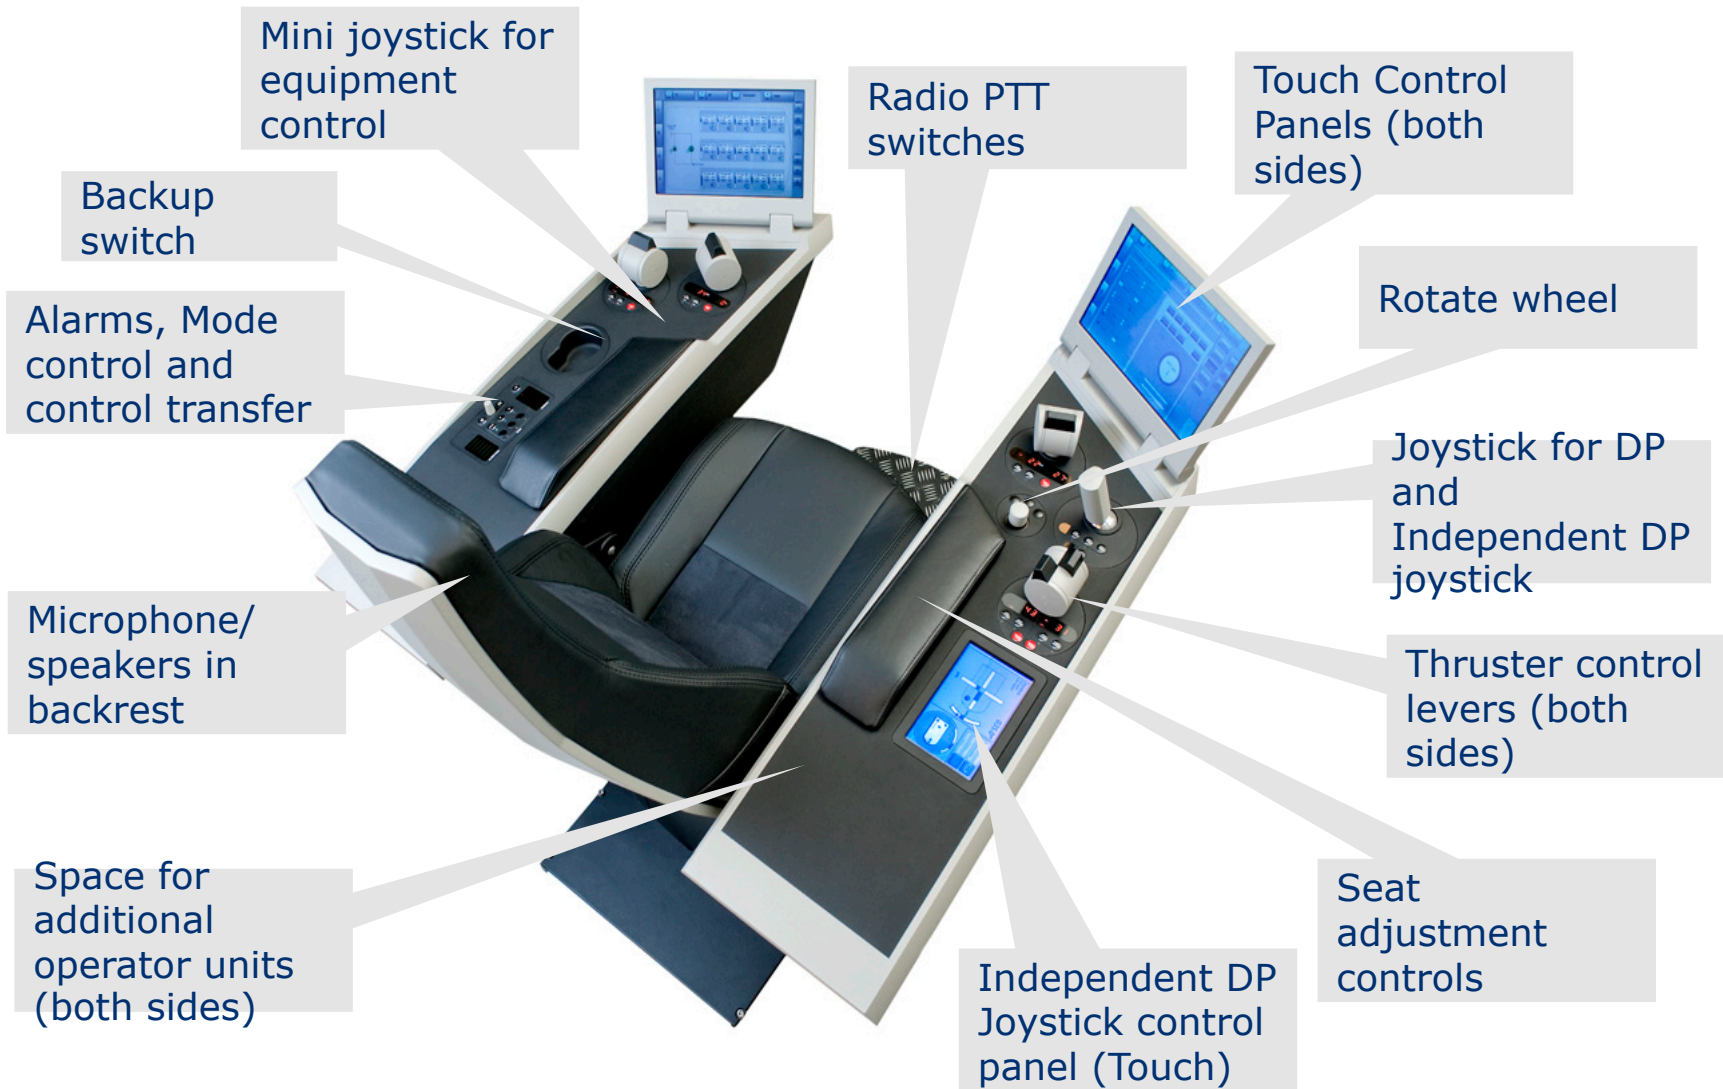 Mini joystick for
equipment
control
Radio PTT
switches
Touch Control
Panels (both
sides)
Backup
switch
Rotate wheel
Alarms, Mode
control and
control transfer
Joystick for DP
and
Independent DP
joystick
Microphone/
speakers in
backrest
Thruster control
levers (both
sides)
Space for
additional
operator units
(both sides)
Seat
adjustment
controls
Independent DP
Joystick control
panel (Touch)